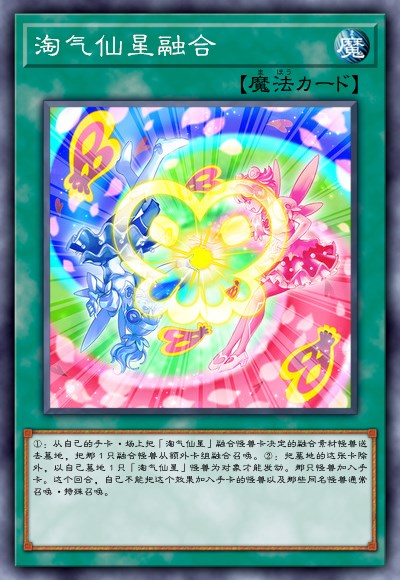 淘气仙星融合
魔
【魔法カード】
ま ほう
①：从自己的手卡·场上把「淘气仙星」融合怪兽卡决定的融合素材怪兽送
去墓地，把那1只融合怪兽从额外卡组融合召唤。②：把墓地的这张卡除
外，以自己墓地1只「淘气仙星」怪兽为对象才能发动。那只怪兽加入手
卡。这个回合，自己不能把这个效果加入手卡的怪兽以及那些同名怪兽通常
召唤·特殊召唤。